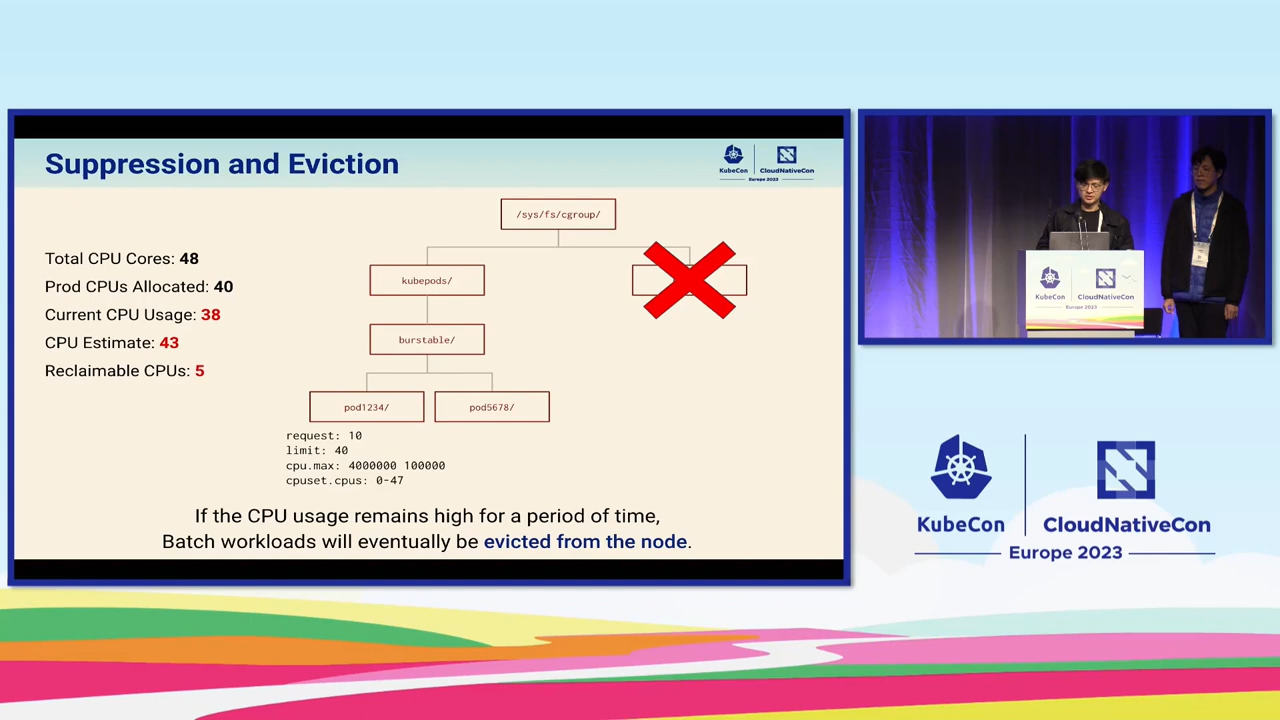 Suppression and Eviction
KubeCon
CloudNativeCon
Europe 2023
Total CPU Cores: 48
Prod CPUs Allocated: 40
Current CPU Usage: 38
CPU Estimate: 43
Reclaimable CPUs: 5
/sys/fs/cgroup/
kubepods/
burstable/
pod1234/
pod5678/
request: 10
limit: 40
cpu.max: 4000000 100000
cpuset.cpus: 0-47
If the CPU usage remains high for a period of time,
Batch workloads will eventually be evicted from the node.
KubeCon
CloudNativeCon
Europe 2023
KubeCon
CloudNativeCon
Europe 2023